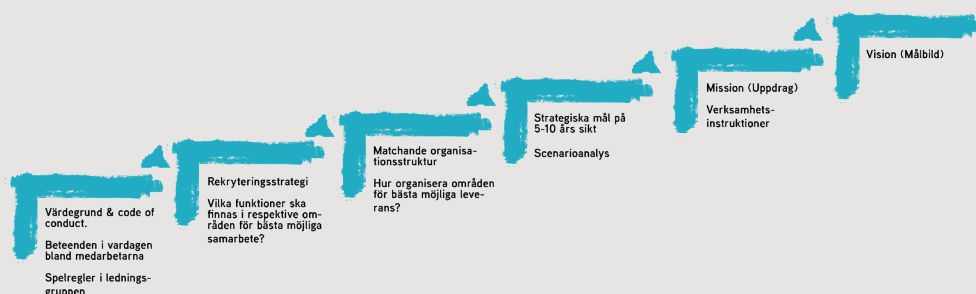 Värdegrund & code of
conduct.
Beteenden i vardagen
bland medarbetarna
Spelregler i lednings-
gruppen
Rekryteringsstrategi
Vilka funktioner ska
finnas i respektive om-
råden för bästa möjliga
samarbete?
Matchande organisa-
tionsstruktur
Hur organisera områden
för bästa möjliga leve-
rans?
Strategiska mål på
5-10 års sikt
Scenarioanalys
Mission (Uppdrag)
Verksamhets-
instruktioner
Vision (Målbild)